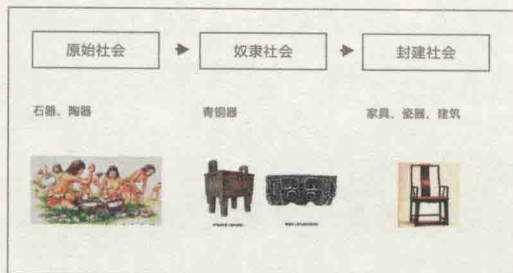 原始社会
奴隶社会
封建社会
石器、陶器
青铜器
家具、瓷器、建筑